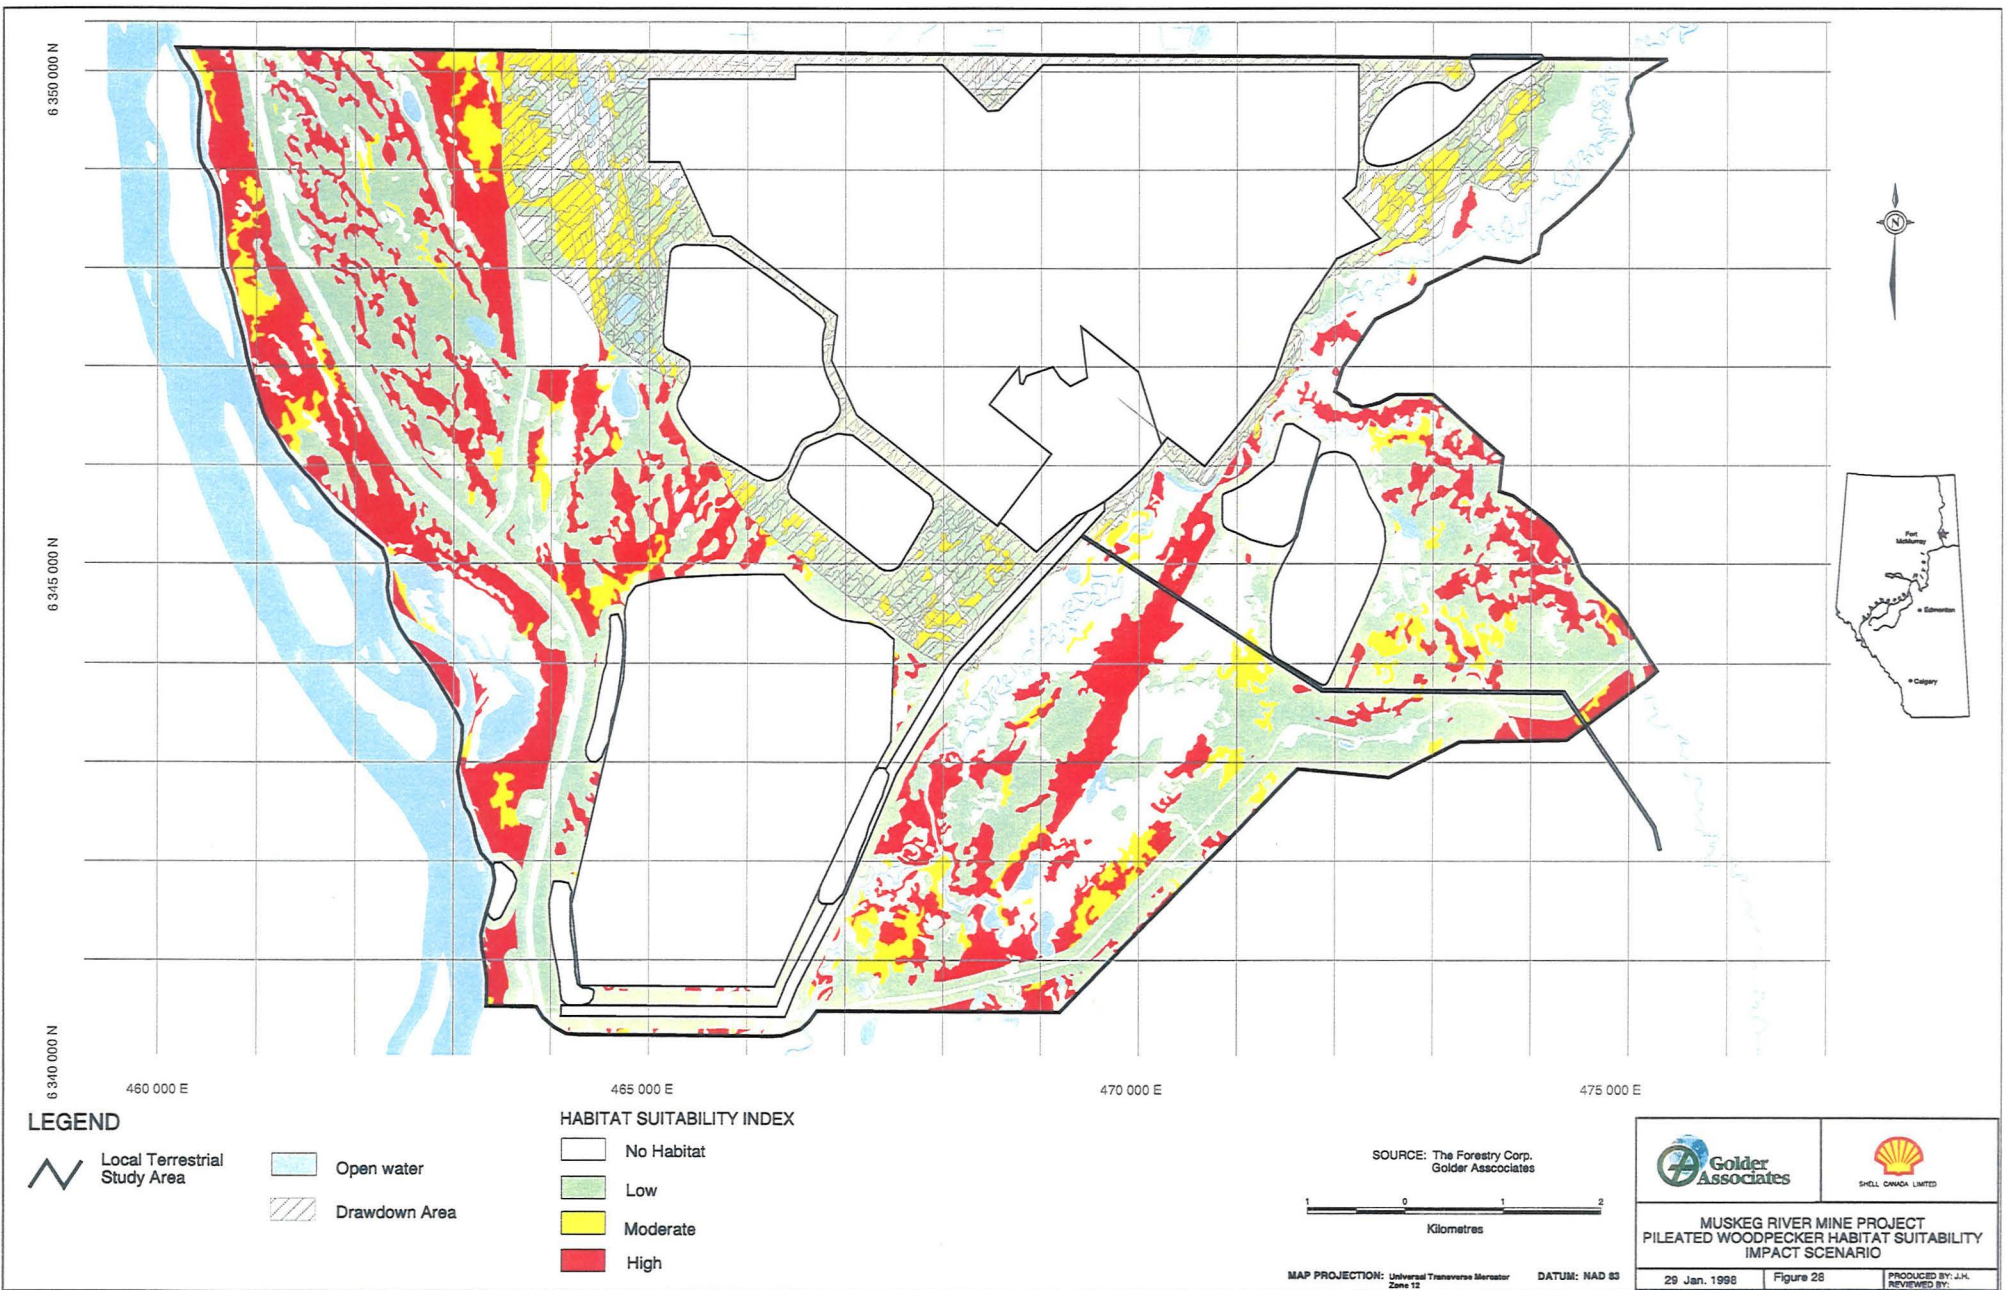 6 350 000 N
6 345 000 N
6 340 000 N
460 000 E
465 000 E
470 000 E
475 000 E
N
Fort
McMurray
Edmonton
Calgary
LEGEND
Local Terrestrial
Study Area
Open water
Drawdown Area
HABITAT SUITABILITY INDEX
No Habitat
Low
Moderate
High
SOURCE: The Forestry Corp.
Golder Asscociates
1 0 1 2
Kilometres
MAP PROJECTION: Universal Transverse Mercator
Zone 12
DATUM: NAD 83
Golder
Associates
SHELL CANADA LIMITED
MUSKEG RIVER MINE PROJECT
PILEATED WOODPECKER HABITAT SUITABILITY
IMPACT SCENARIO
29 Jan. 1998
Figure 28
PRODUCED BY: J.H.
REVIEWED BY: